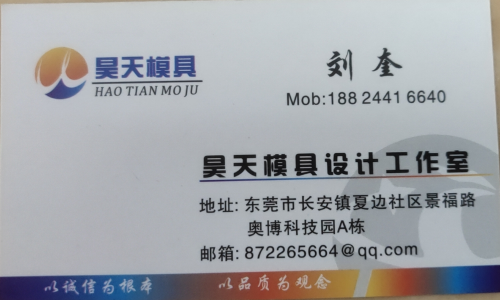 昊天模具
HAO TIAN MO JU
刘 奎
Mob:188 2441 6640
昊天模具设计工作室
地址: 东莞市长安镇夏边社区景福路
奥博科技园A栋
邮箱: 872265664@qq.com
以诚信为根本 以品质为观念